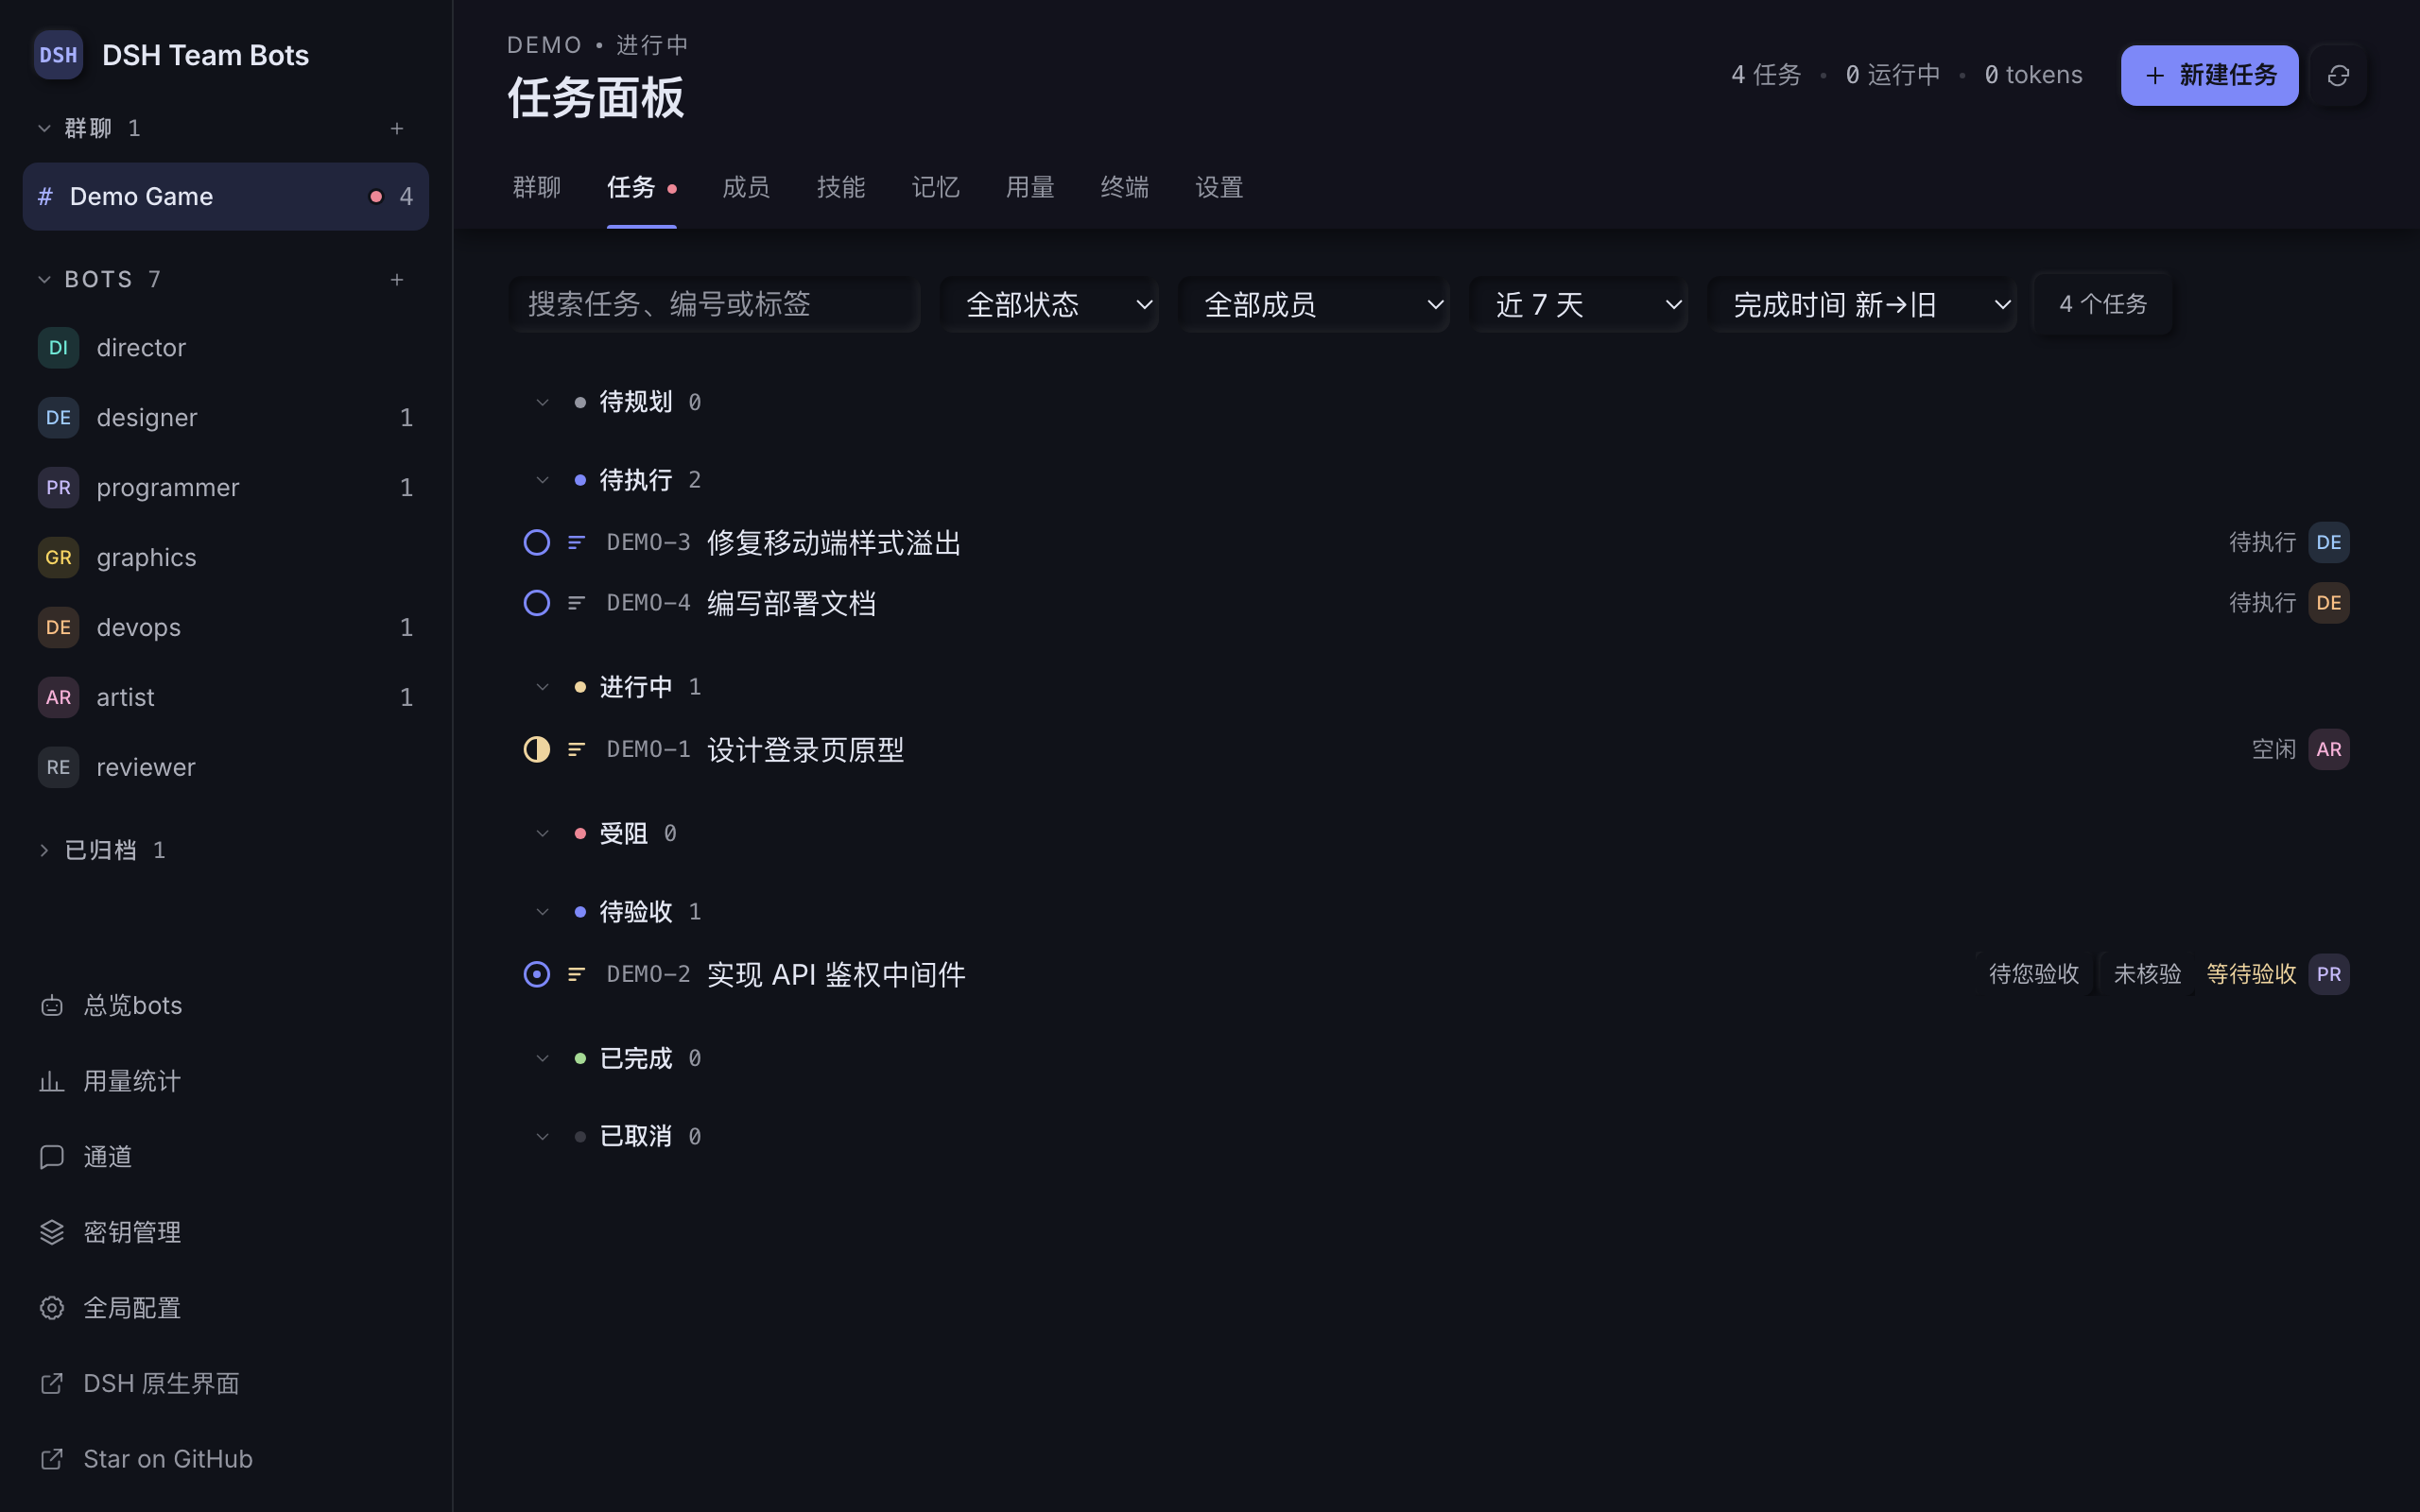 DSH DSH Team Bots
群聊 1 +
# Demo Game 4
BOTS 7 +
DI director
DE designer 1
PR programmer 1
GR graphics
DE devops 1
AR artist 1
RE reviewer
已归档 1
总览bots
用量统计
通道
密钥管理
全局配置
DSH 原生界面
Star on GitHub
DEMO • 进行中
任务面板
4 任务 • 0 运行中 • 0 tokens
+ 新建任务
群聊 任务 成员 技能 记忆 用量 终端 设置
搜索任务、编号或标签 全部状态 全部成员 近 7 天 完成时间 新→旧 4 个任务
待规划 0
待执行 2
DEMO-3 修复移动端样式溢出 待执行 DE
DEMO-4 编写部署文档 待执行 DE
进行中 1
DEMO-1 设计登录页原型 空闲 AR
受阻 0
待验收 1
DEMO-2 实现 API 鉴权中间件 待您验收 未核验 等待验收 PR
已完成 0
已取消 0